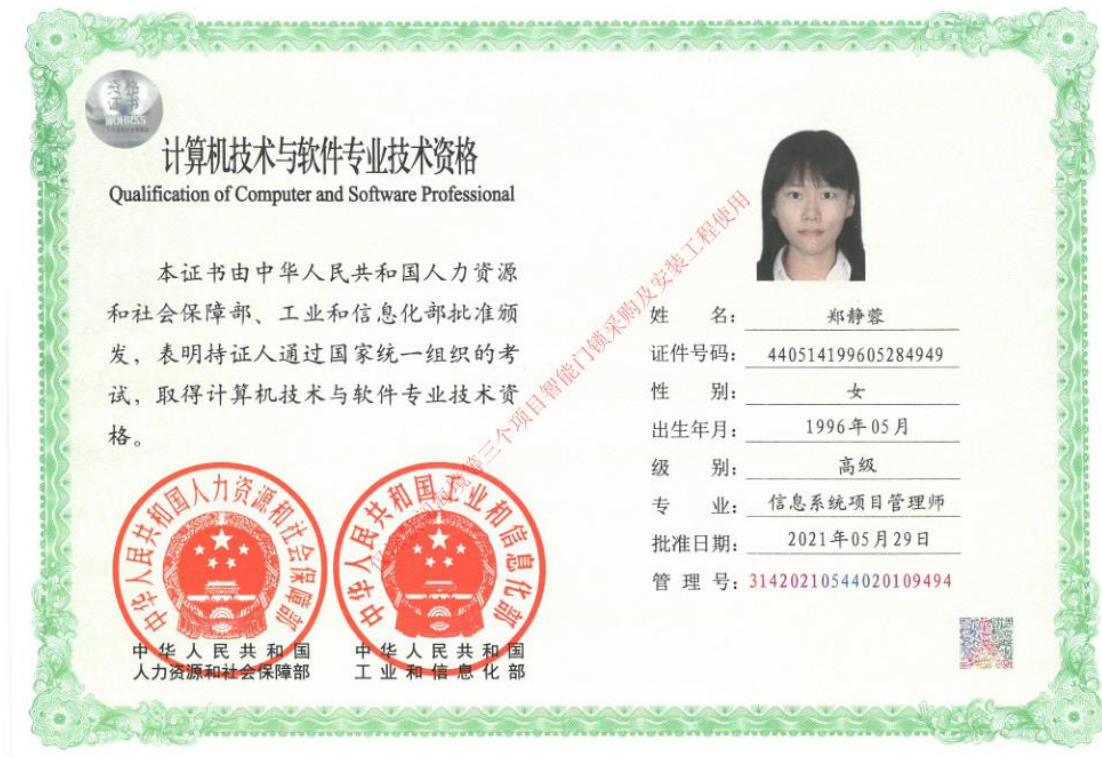 资格
证书
MOHRSS
计算机技术与软件专业技术资格
Qualification of Computer and Software Professional
本证书由中华人民共和国人力资源
和社会保障部、工业和信息化部批准颁
发，表明持证人通过国家统一组织的考
试，取得计算机技术与软件专业技术资
格。
中华人民共和国人力资源和社会保障部
中华人民共和国工业和信息化部
中华人民共和国
人力资源和社会保障部
中华人民共和国
工业和信息化部
等三个项目智能门锁采购及安装工程使用
姓 名： 郑静蓉
证件号码： 440514199605284949
性 别： 女
出生年月： 1996年05月
级 别： 高级
专 业： 信息系统项目管理师
批准日期： 2021年05月29日
管 理 号： 31420210544020109494